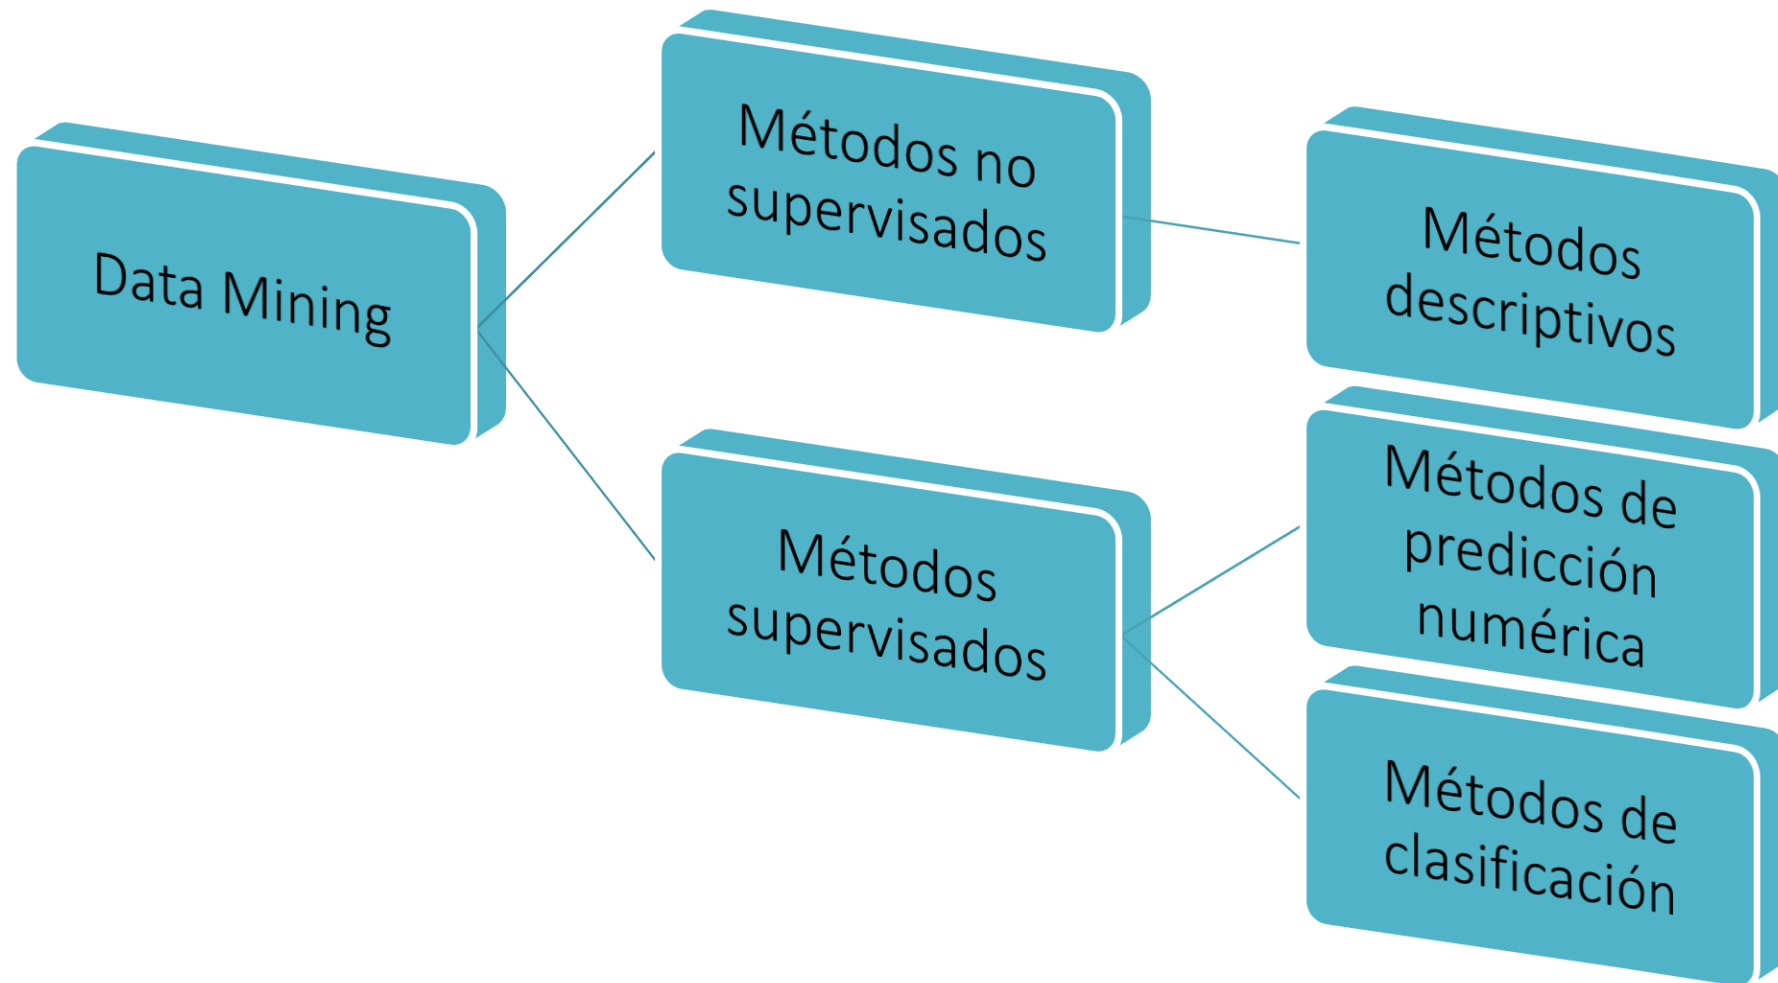 Data Mining
Métodos no
supervisados
Métodos
descriptivos
Métodos
supervisados
Métodos de
predicción
numérica
Métodos de
clasificación